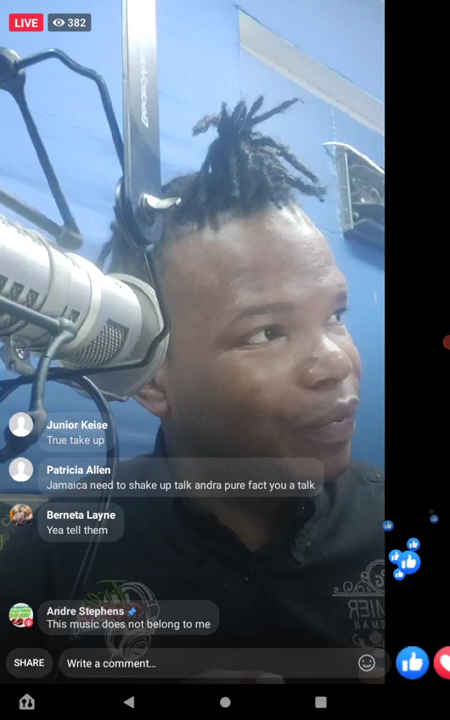 LIVE 382
Junior Keise
True take up
Patricia Allen
Jamaica need to shake up talk andra pure fact you a talk
Berneta Layne
Yea tell them
Andre Stephens
This music does not belong to me
SHARE Write a comment...